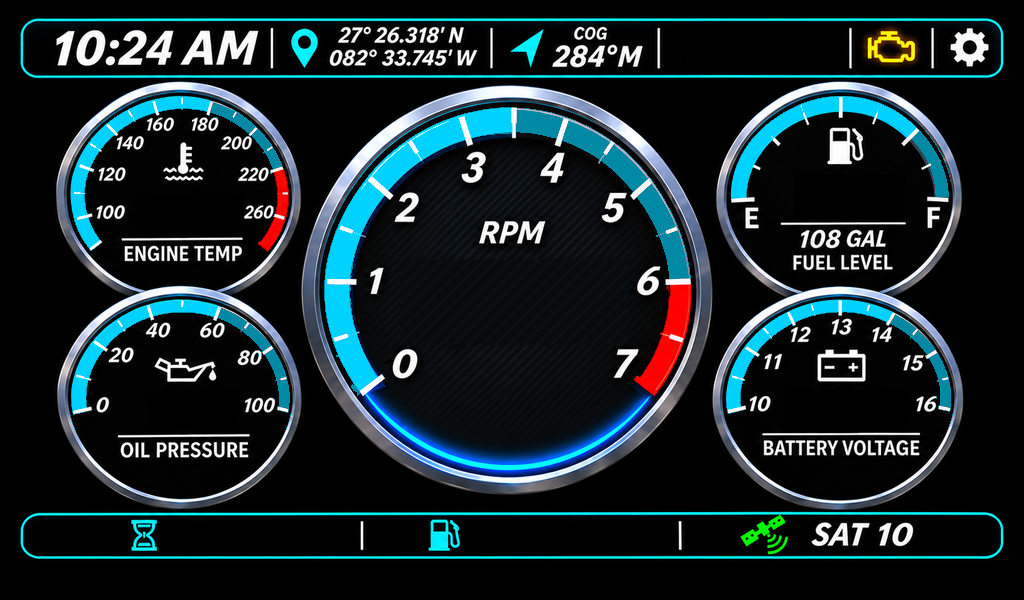 10:24 AM
27° 26.318' N
082° 33.745' W
COG
284°M
100
120
140
160
180
200
220
260
ENGINE TEMP
0
1
2
3
4
5
6
7
RPM
E
F
108 GAL
FUEL LEVEL
0
20
40
60
80
100
OIL PRESSURE
10
11
12
13
14
15
16
BATTERY VOLTAGE
SAT 10